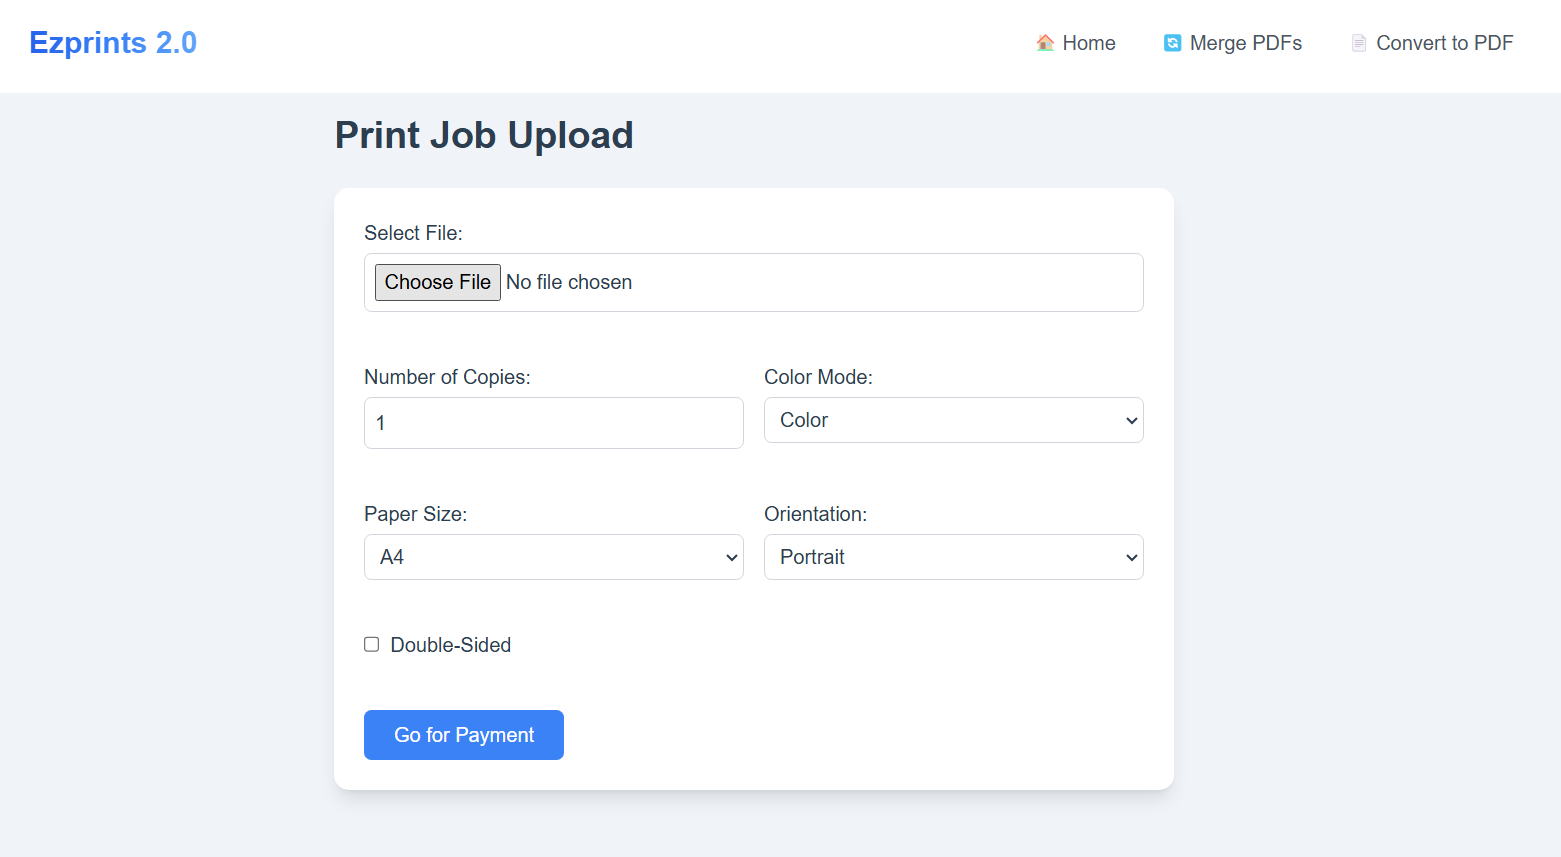 Ezprints 2.0
Home
Merge PDFs
Convert to PDF
Print Job Upload
Select File:
Choose File No file chosen
Number of Copies:
Color Mode:
1
Color
Paper Size:
Orientation:
A4
Portrait
Double-Sided
Go for Payment